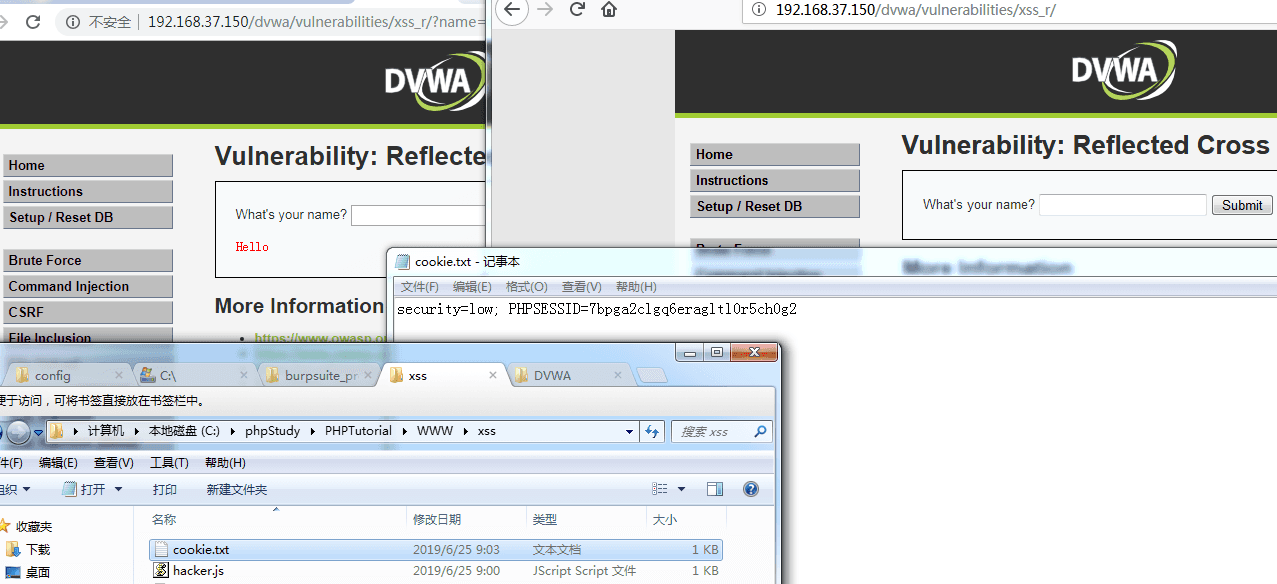 不安全 192.168.37.150/dvwa/vulnerabilities/xss_r/?name=
DVWA
Home
Instructions
Setup / Reset DB
Brute Force
Command Injection
CSRF
File Inclusion
Vulnerability: Reflecte
What's your name?
Hello
More Information
https://www.owasp.o
192.168.37.150/dvwa/vulnerabilities/xss_r/
DVWA
Home
Instructions
Setup / Reset DB
Brute Force
Command Injection
Vulnerability: Reflected Cross
What's your name? Submit
More Information
cookie.txt - 记事本
文件(F) 编辑(E) 格式(O) 查看(V) 帮助(H)
security=low; PHPSESSID=7bpga2clgq6eragltl0r5ch0g2
config C:\ burpsuite_pr xss DVWA
便于访问，可将书签直接放在书签栏中。
计算机 本地磁盘 (C:) phpStudy PHPTutorial WWW xss 搜索 xss
件(F) 编辑(E) 查看(V) 工具(T) 帮助(H)
组织 打开 打印 新建文件夹
收藏夹
下载
桌面
名称 修改日期 类型 大小
cookie.txt 2019/6/25 9:03 文本文档 1 KB
hacker.js 2019/6/25 9:00 JScript Script 文件 1 KB